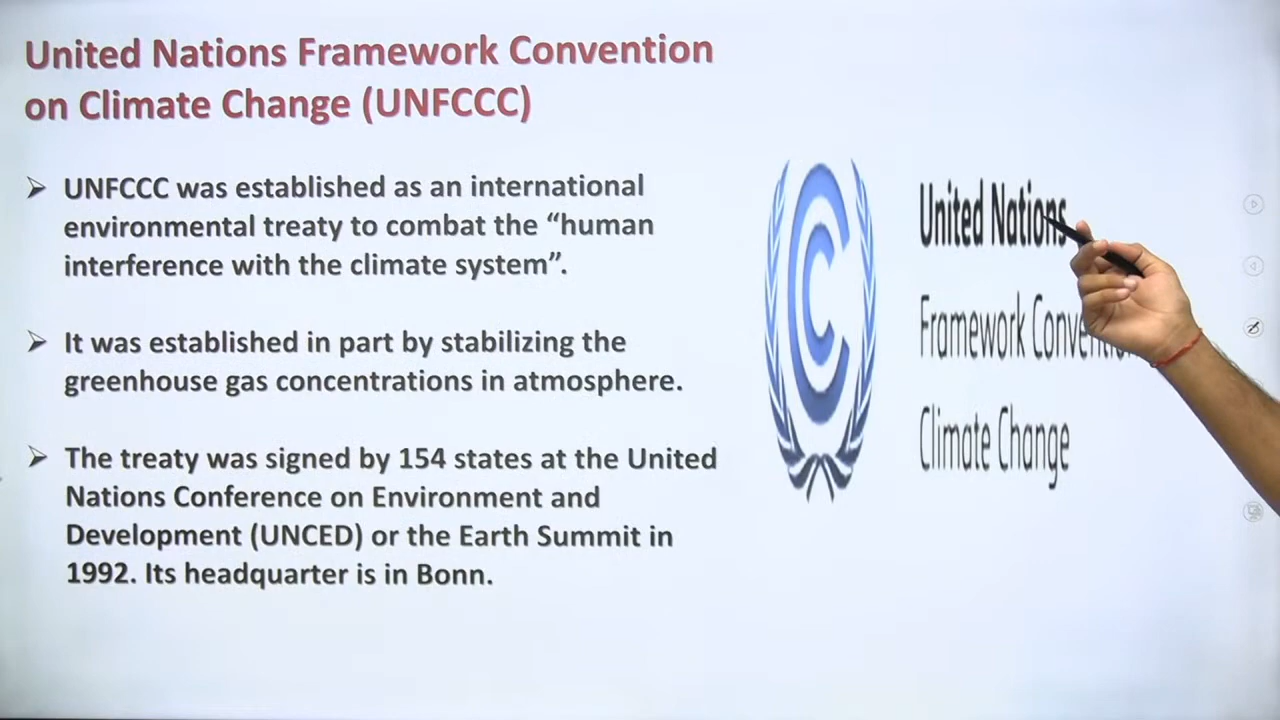 United Nations Framework Convention
on Climate Change (UNFCCC)
➢ UNFCCC was established as an international
environmental treaty to combat the “human
interference with the climate system”.
➢ It was established in part by stabilizing the
greenhouse gas concentrations in atmosphere.
➢ The treaty was signed by 154 states at the United
Nations Conference on Environment and
Development (UNCED) or the Earth Summit in
1992. Its headquarter is in Bonn.
United Nations
Framework
Climate Change